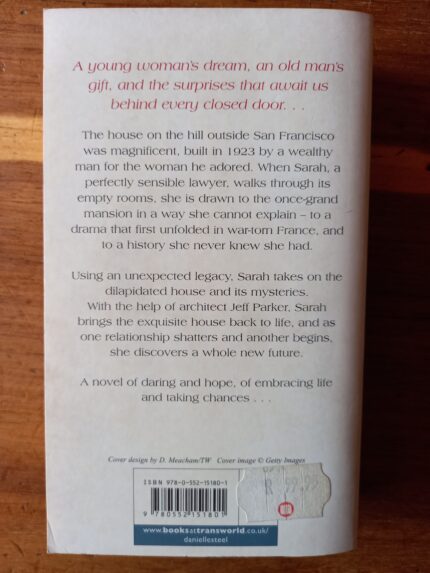 A young woman's dream, an old man's
gift, and the surprises that await us
behind every closed door. . .
The house on the hill outside San Francisco
was magnificent, built in 1923 by a wealthy
man for the woman he adored. When Sarah, a
perfectly sensible lawyer, walks through its
empty rooms, she is drawn to the once-grand
mansion in a way she cannot explain – to a
drama that first unfolded in war-torn France, and
to a history she never knew she had.
Using an unexpected legacy, Sarah takes on the
dilapidated house and its mysteries.
With the help of architect Jeff Parker, Sarah
brings the exquisite house back to life, and as
one relationship shatters and another begins,
she discovers a whole new future.
A novel of daring and hope, of embracing life
and taking chances . . .
Cover design by D. Meacham/TW Cover image © Getty Images
ISBN 978-0-552-15180-1
9 780552 151801
www.booksattransworld.co.uk/
daniellesteel